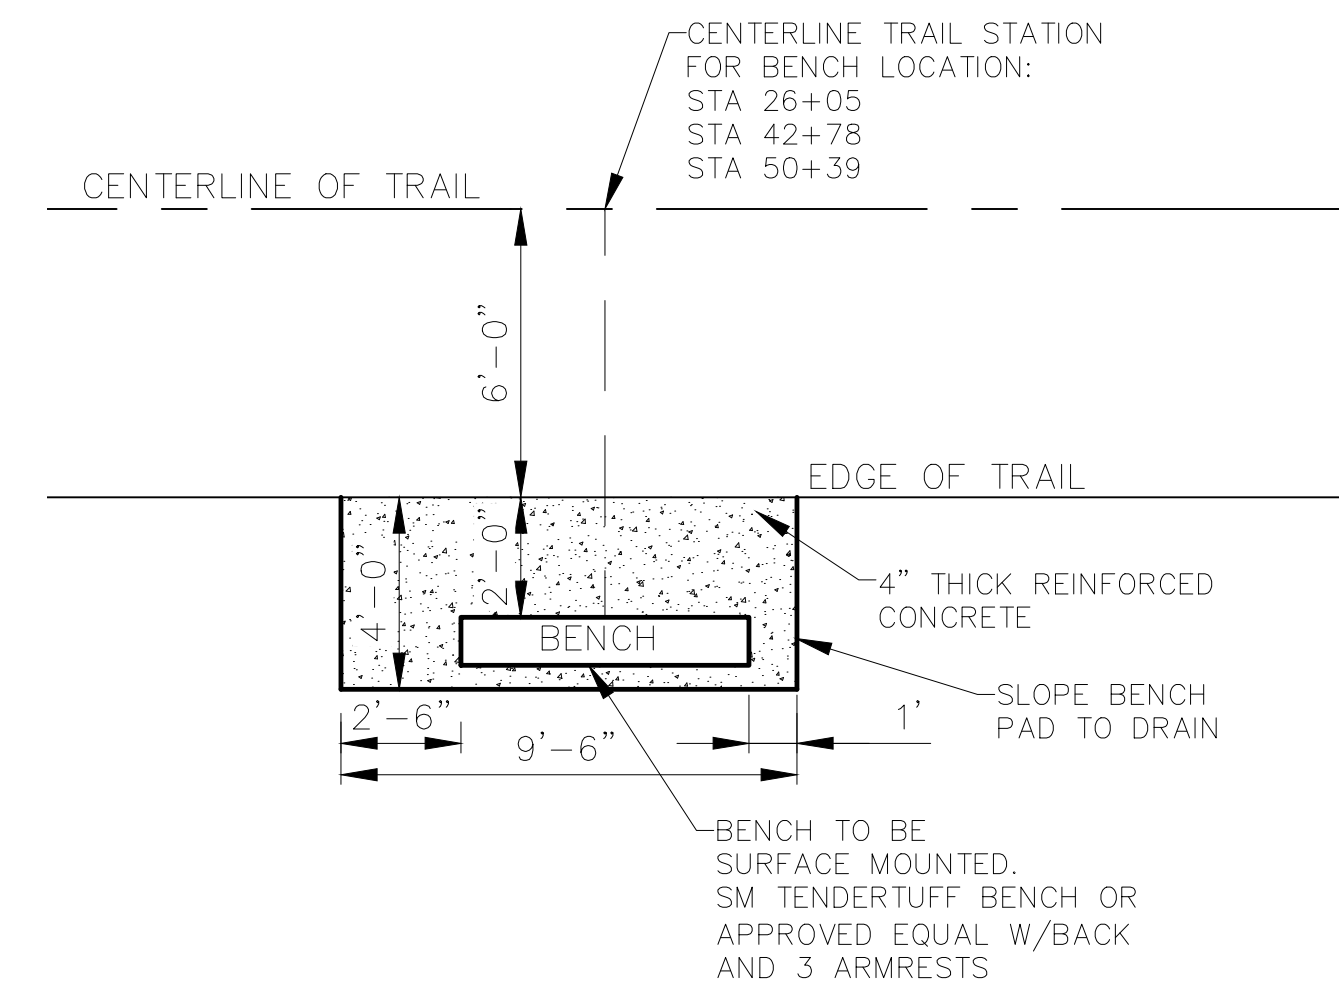 CENTERLINE TRAIL STATION
FOR BENCH LOCATION:
STA 26+05
STA 42+78
STA 50+39
CENTERLINE OF TRAIL
6'-0"
EDGE OF TRAIL
4'-0"
2'-0"
4" THICK REINFORCED
CONCRETE
BENCH
SLOPE BENCH
PAD TO DRAIN
2'-6"
1'
9'-6"
BENCH TO BE
SURFACE MOUNTED.
SM TENDERTUFF BENCH OR
APPROVED EQUAL W/BACK
AND 3 ARMRESTS